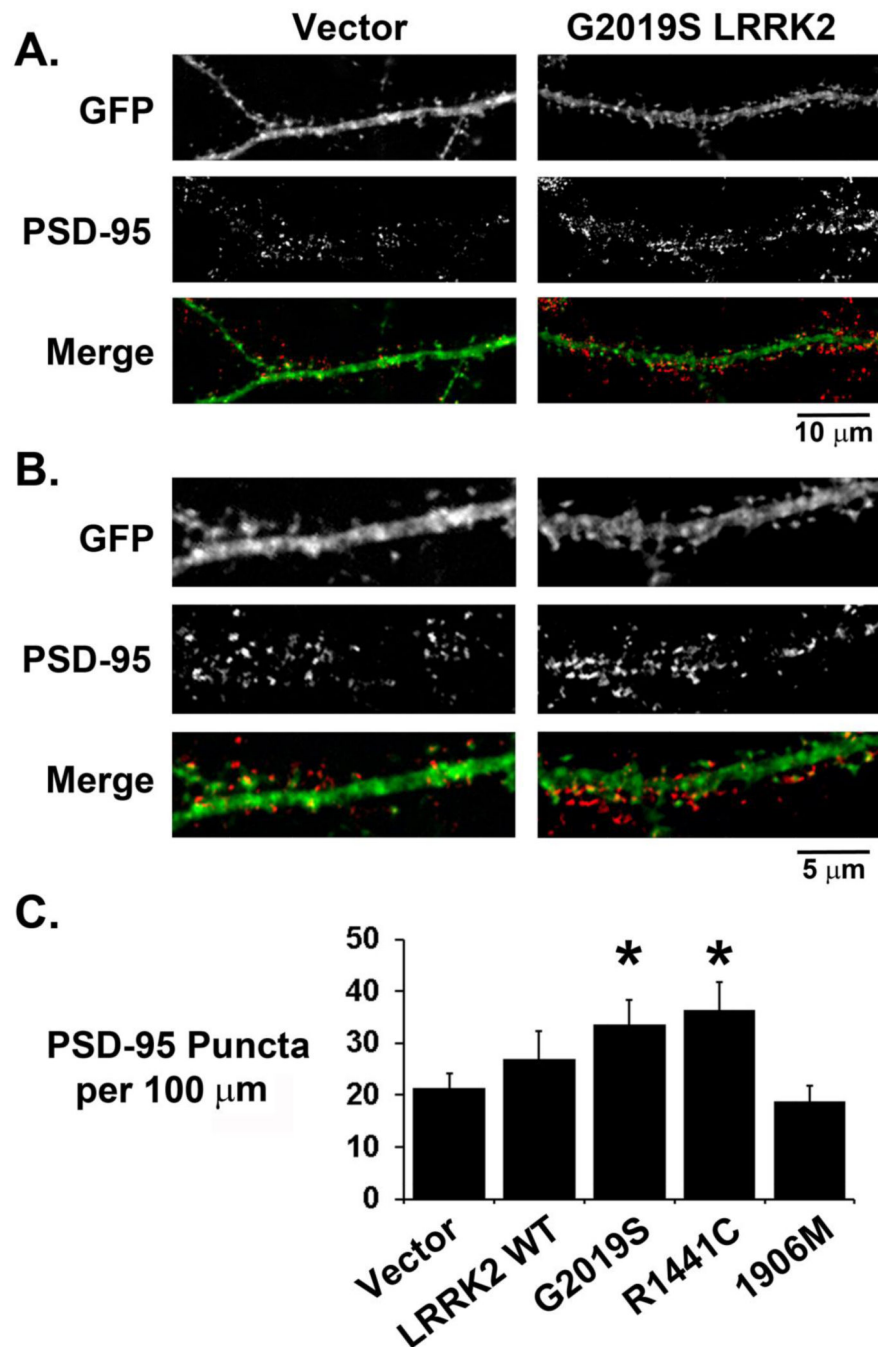 A.
Vector G2019S LRRK2
GFP
PSD-95
Merge
10 μm
B.
GFP
PSD-95
Merge
5 μm
C.
PSD-95 Puncta
per 100 μm
50
40
30
20
10
0
* *
Vector LRRK2 WT G2019S R1441C 1906M